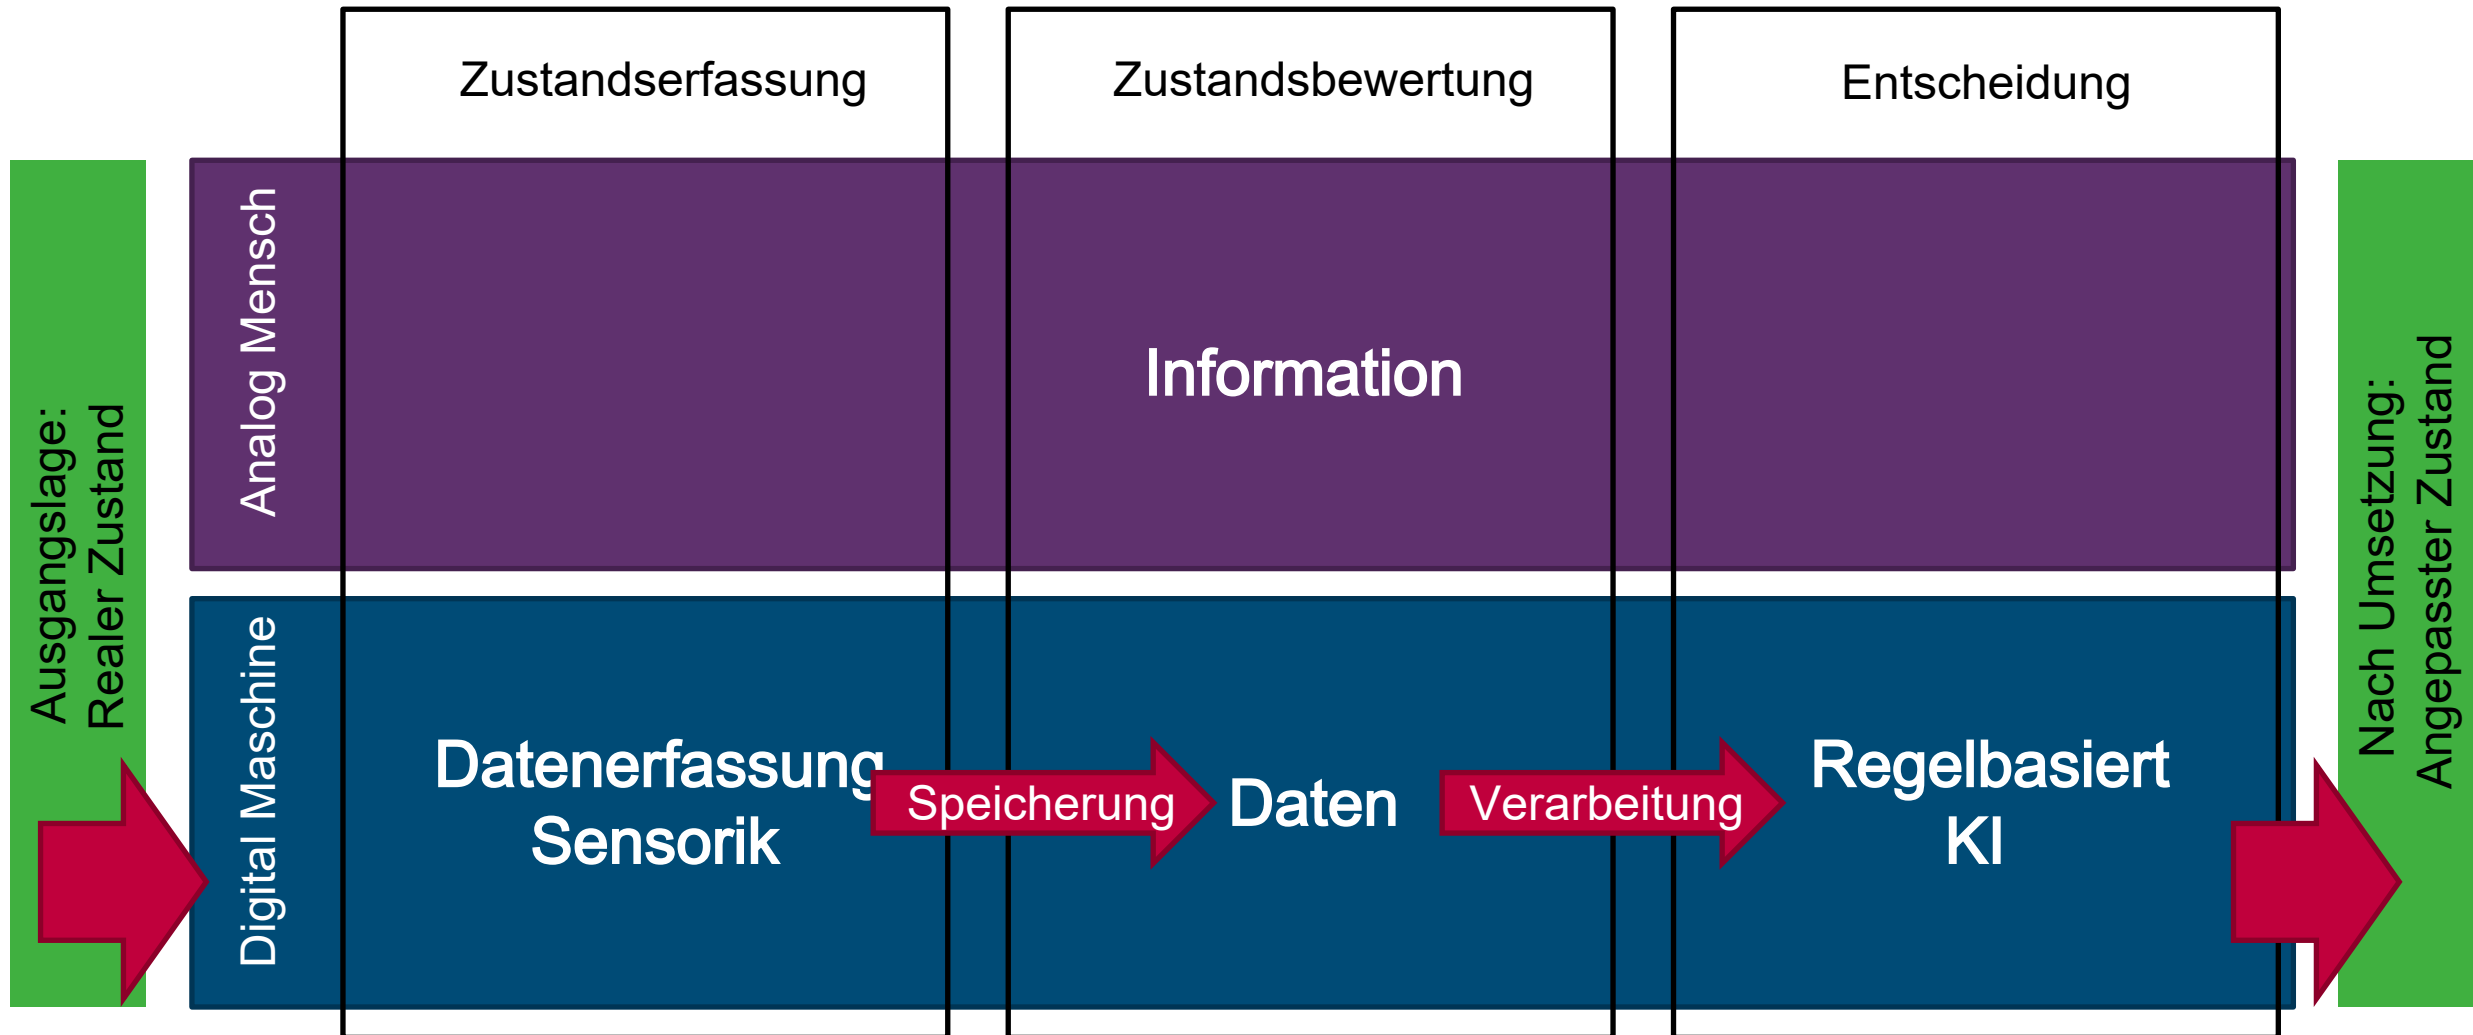 Zustandserfassung
Zustandsbewertung
Entscheidung
Ausgangslage:
Realer Zustand
Analog Mensch
Information
Digital Maschine
Datenerfassung
Sensorik
Speicherung
Daten
Verarbeitung
Regelbasiert
KI
Nach Umsetzung:
Angepasster Zustand